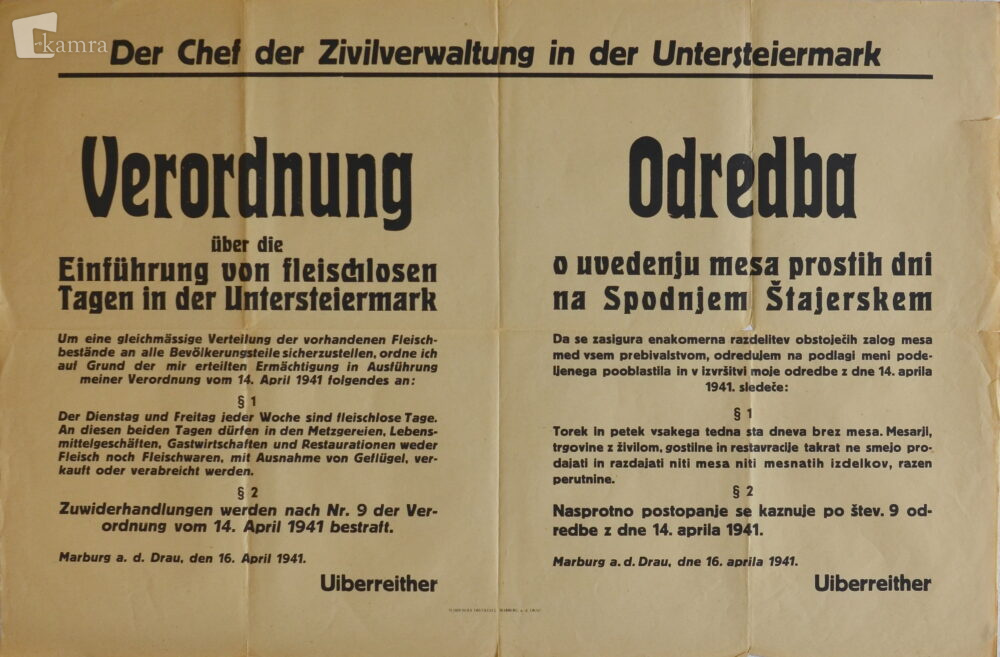 kamra
Der Chef der Zivilverwaltung in der Untersteiermark
Verordnung
über die
Einführung von fleischlosen
Tagen in der Untersteiermark
Um eine gleichmässige Verteilung der vorhandenen Fleisch-
bestände an alle Bevölkerungsteile sicherzustellen, ordne ich
auf Grund der mir erteilten Ermächtigung in Ausführung
meiner Verordnung vom 14. April 1941 folgendes an:
§ 1
Der Dienstag und Freitag jeder Woche sind fleischlose Tage.
An diesen beiden Tagen dürfen in den Metzgereien, Lebens-
mittelgeschäften, Gastwirtschaften und Restaurationen weder
Fleisch noch Fleischwaren, mit Ausnahme von Geflügel, ver-
kauft oder verabreicht werden.
§ 2
Zuwiderhandlungen werden nach Nr. 9 der Ver-
ordnung vom 14. April 1941 bestraft.
Marburg a. d. Drau, den 16. April 1941.
Uiberreither
Odredba
o uvedenju mesa prostih dni
na Spodnjem Štajerskem
Da se zasigura enakomerna razdelitev obstoječih zalog mesa
med vsem prebivalstvom, odredujem na podlagi meni pode-
ljenega pooblastila in v izvršitvi moje odredbe z dne 14. aprila
1941. sledeče:
§ 1
Torek in petek vsakega tedna sta dneva brez mesa. Mesarji,
trgovine z živilom, gostilne in restavracije takrat ne smejo pro-
dajati in razdajati niti mesa niti mesnatih izdelkov, razen
perutnine.
§ 2
Nasprotno postopanje se kaznuje po štev. 9 od-
redbe z dne 14. aprila 1941.
Marburg a. d. Drau, dne 16. aprila 1941.
Uiberreither